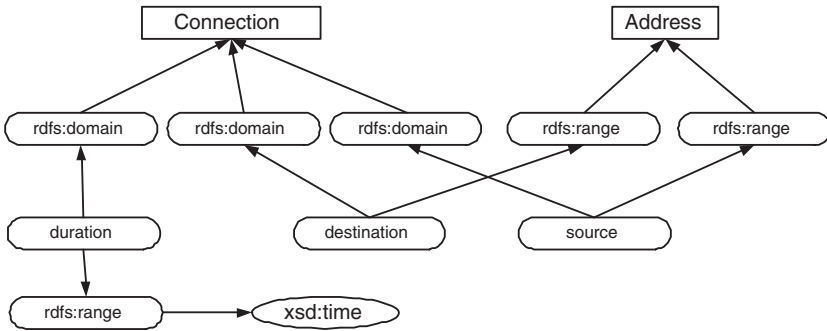 Connection
Address
rdfs:domain
rdfs:domain
rdfs:domain
rdfs:range
rdfs:range
duration
destination
source
rdfs:range
xsd:time